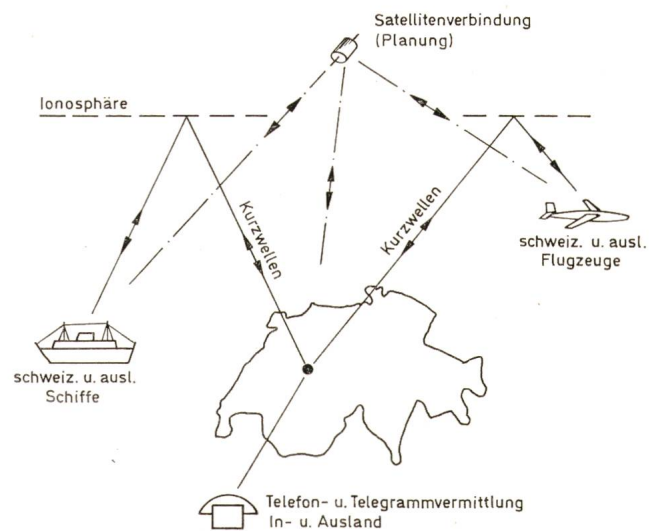 Satellitenverbindung
(Planung)
Ionosphäre
Kurzwellen
Kurzwellen
schweiz. u. ausl.
Flugzeuge
schweiz. u. ausl.
Schiffe
Telefon- u. Telegrammvermittlung
In- u. Ausland